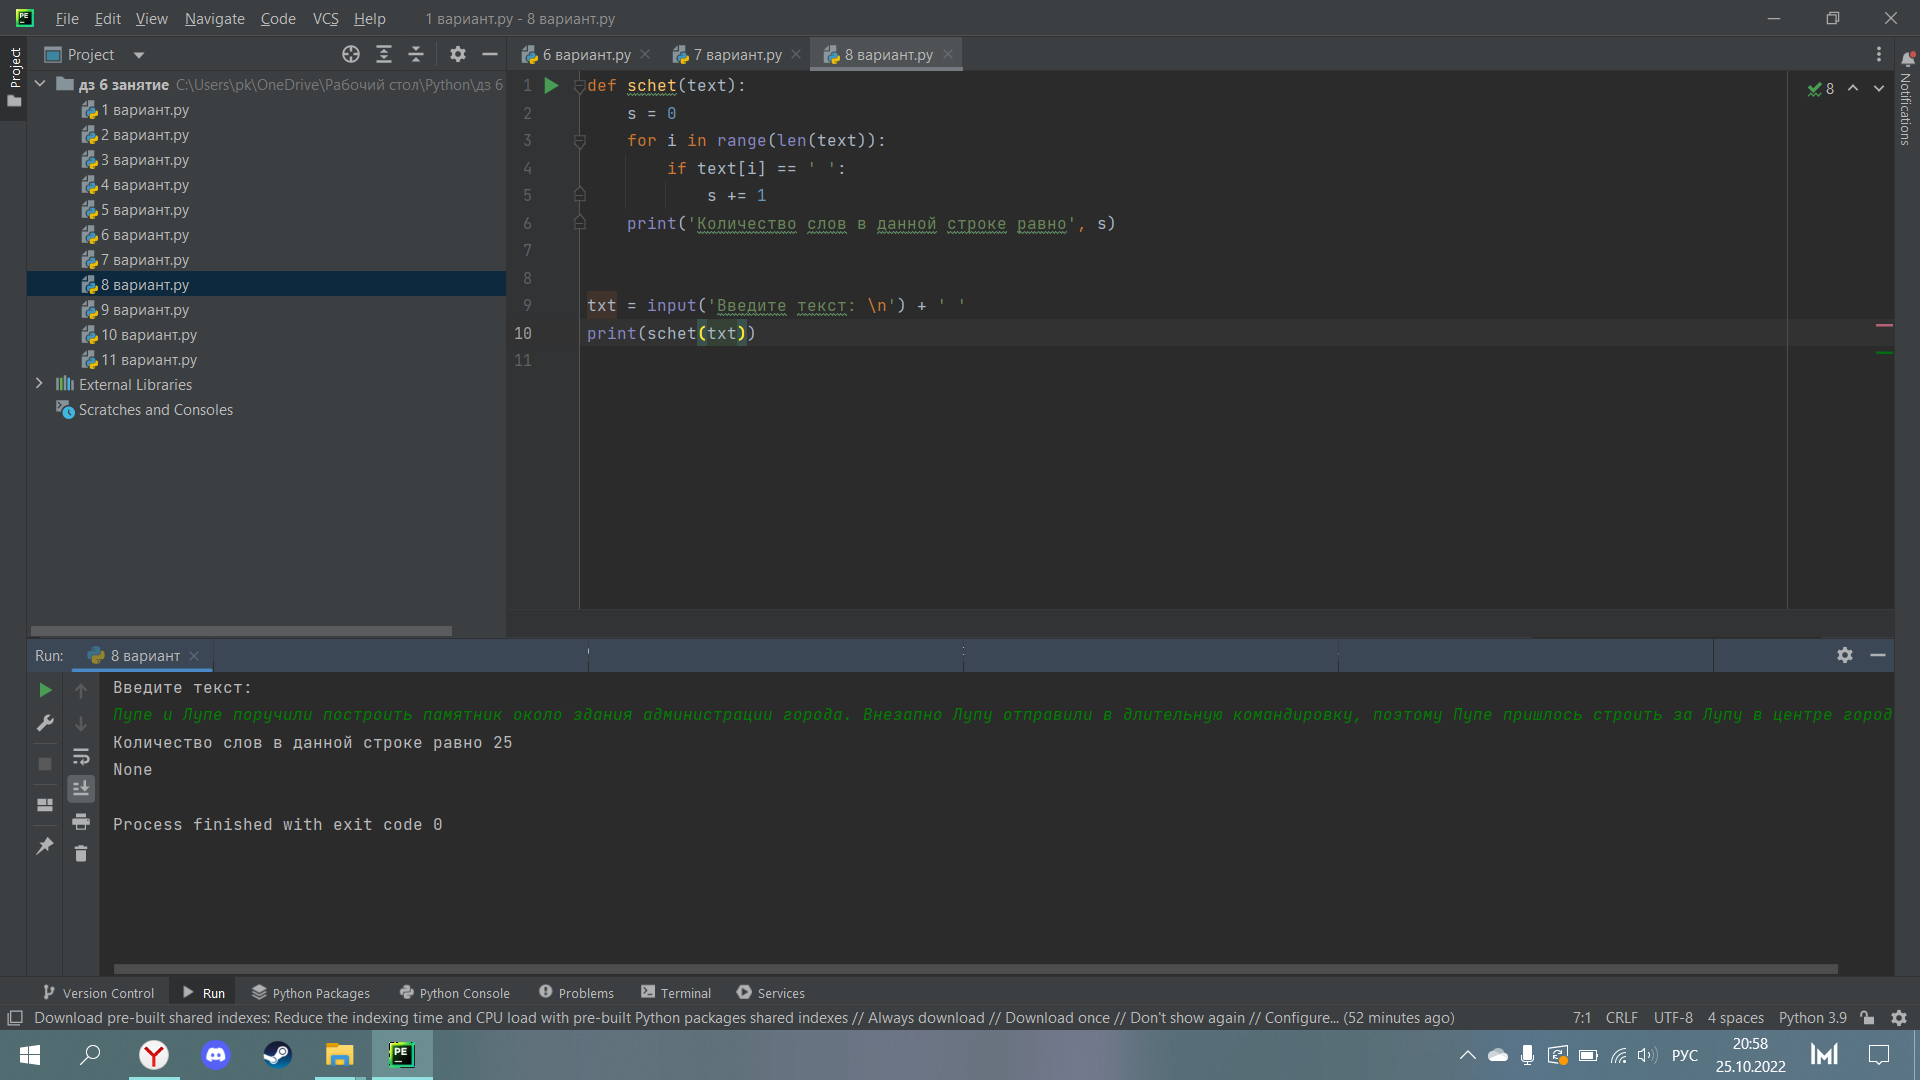 File Edit View Navigate Code VCS Help 1 вариант.py - 8 вариант.py
Project
6 вариант.py
7 вариант.py
8 вариант.py
Project
Notifications
дз 6 занятие C:\Users\pk\OneDrive\Рабочий стол\Python\дз 6
1 вариант.py
2 вариант.py
3 вариант.py
4 вариант.py
5 вариант.py
6 вариант.py
7 вариант.py
8 вариант.py
9 вариант.py
10 вариант.py
11 вариант.py
External Libraries
Scratches and Consoles
8
1 def schet(text):
2 s = 0
3 for i in range(len(text)):
4 if text[i] == ' ':
5 s += 1
6 print('Количество слов в данной строке равно', s)
7
8
9 txt = input('Введите текст: \n') + ' '
10 print(schet(txt))
11
Run: 8 вариант
Введите текст:
Пупе и Лупе поручили построить памятник около здания администрации города. Внезапно Лупу отправили в длительную командировку, поэтому Пупе пришлось строить за Лупу в центре город
Количество слов в данной строке равно 25
None
Process finished with exit code 0
Version Control Run Python Packages Python Console Problems Terminal Services
Download pre-built shared indexes: Reduce the indexing time and CPU load with pre-built Python packages shared indexes // Always download // Download once // Don't show again // Configure... (52 minutes ago)
7:1 CRLF UTF-8 4 spaces Python 3.9
PE
РУС
20:58
25.10.2022